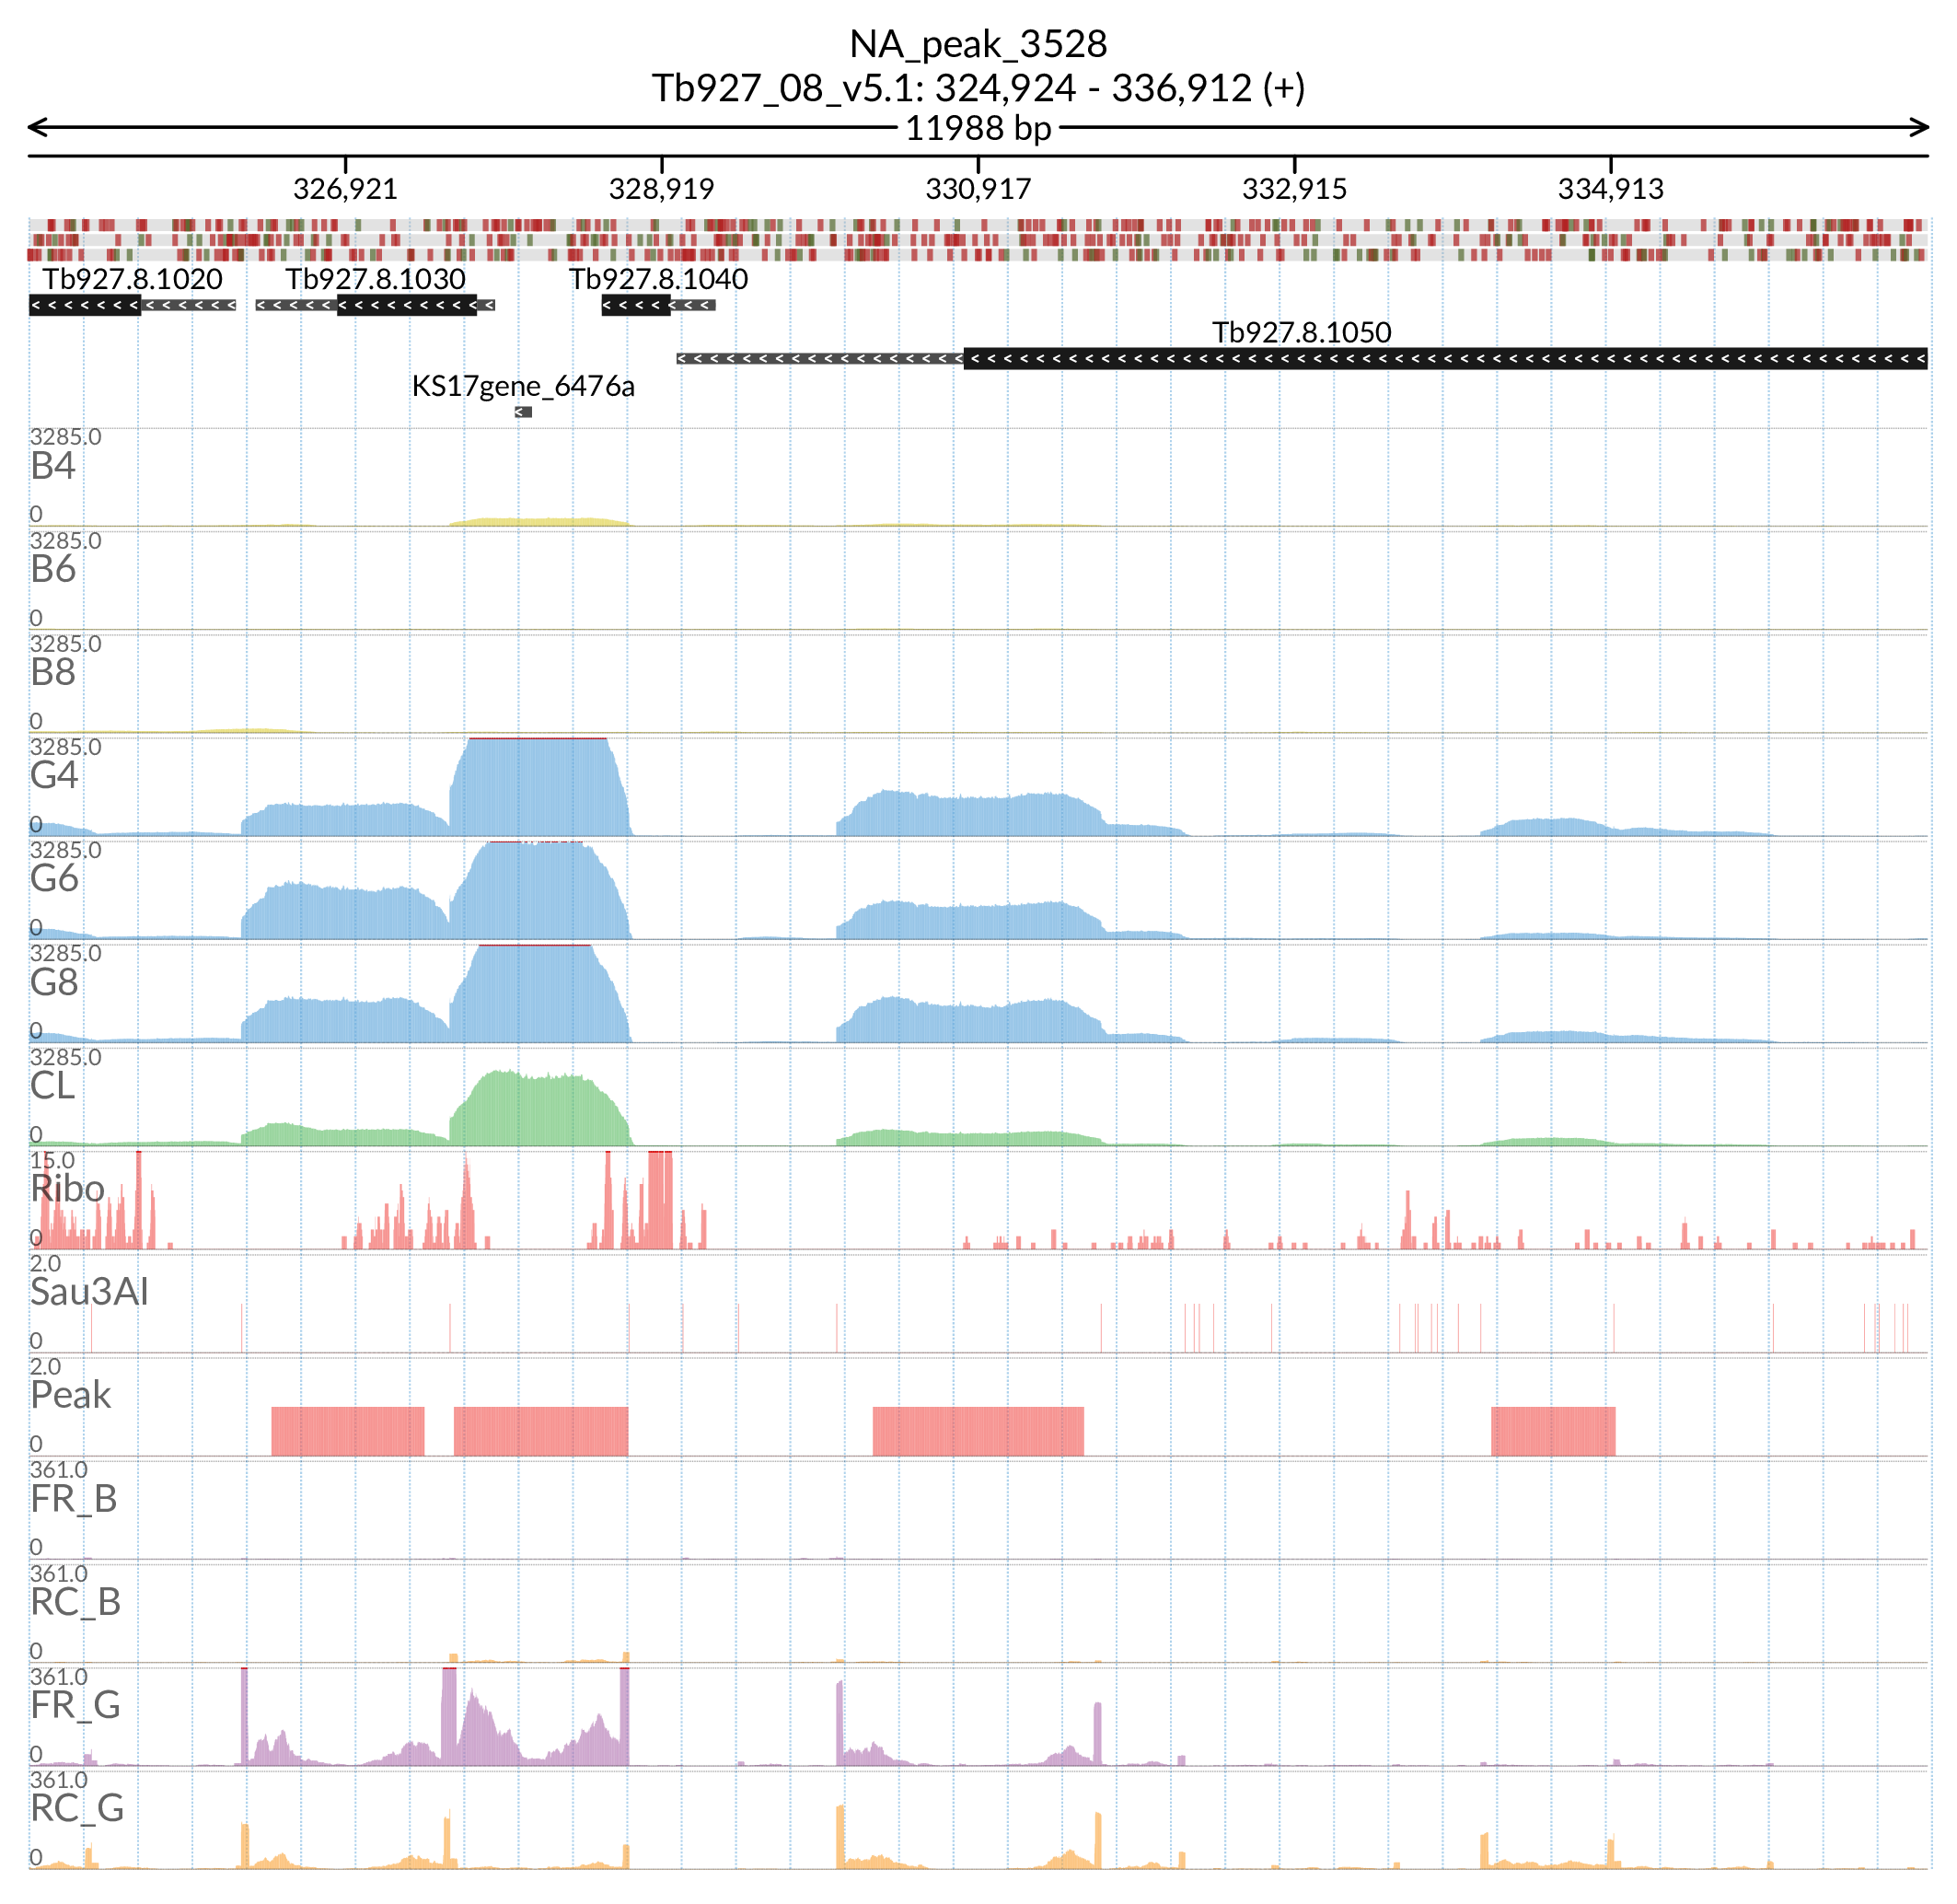 NA_peak_3528
Tb927_08_v5.1: 324,924 - 336,912 (+)
11988 bp
326,921 328,919 330,917 332,915 334,913
Tb927.8.1020 Tb927.8.1030 Tb927.8.1040
Tb927.8.1050
KS17gene_6476a
3285.0
B4
0
3285.0
B6
0
3285.0
B8
0
3285.0
G4
0
3285.0
G6
0
3285.0
G8
0
3285.0
CL
0
15.0
Ribo
0
2.0
Sau3AI
0
2.0
Peak
0
361.0
FR_B
0
361.0
RC_B
0
361.0
FR_G
0
361.0
RC_G
0